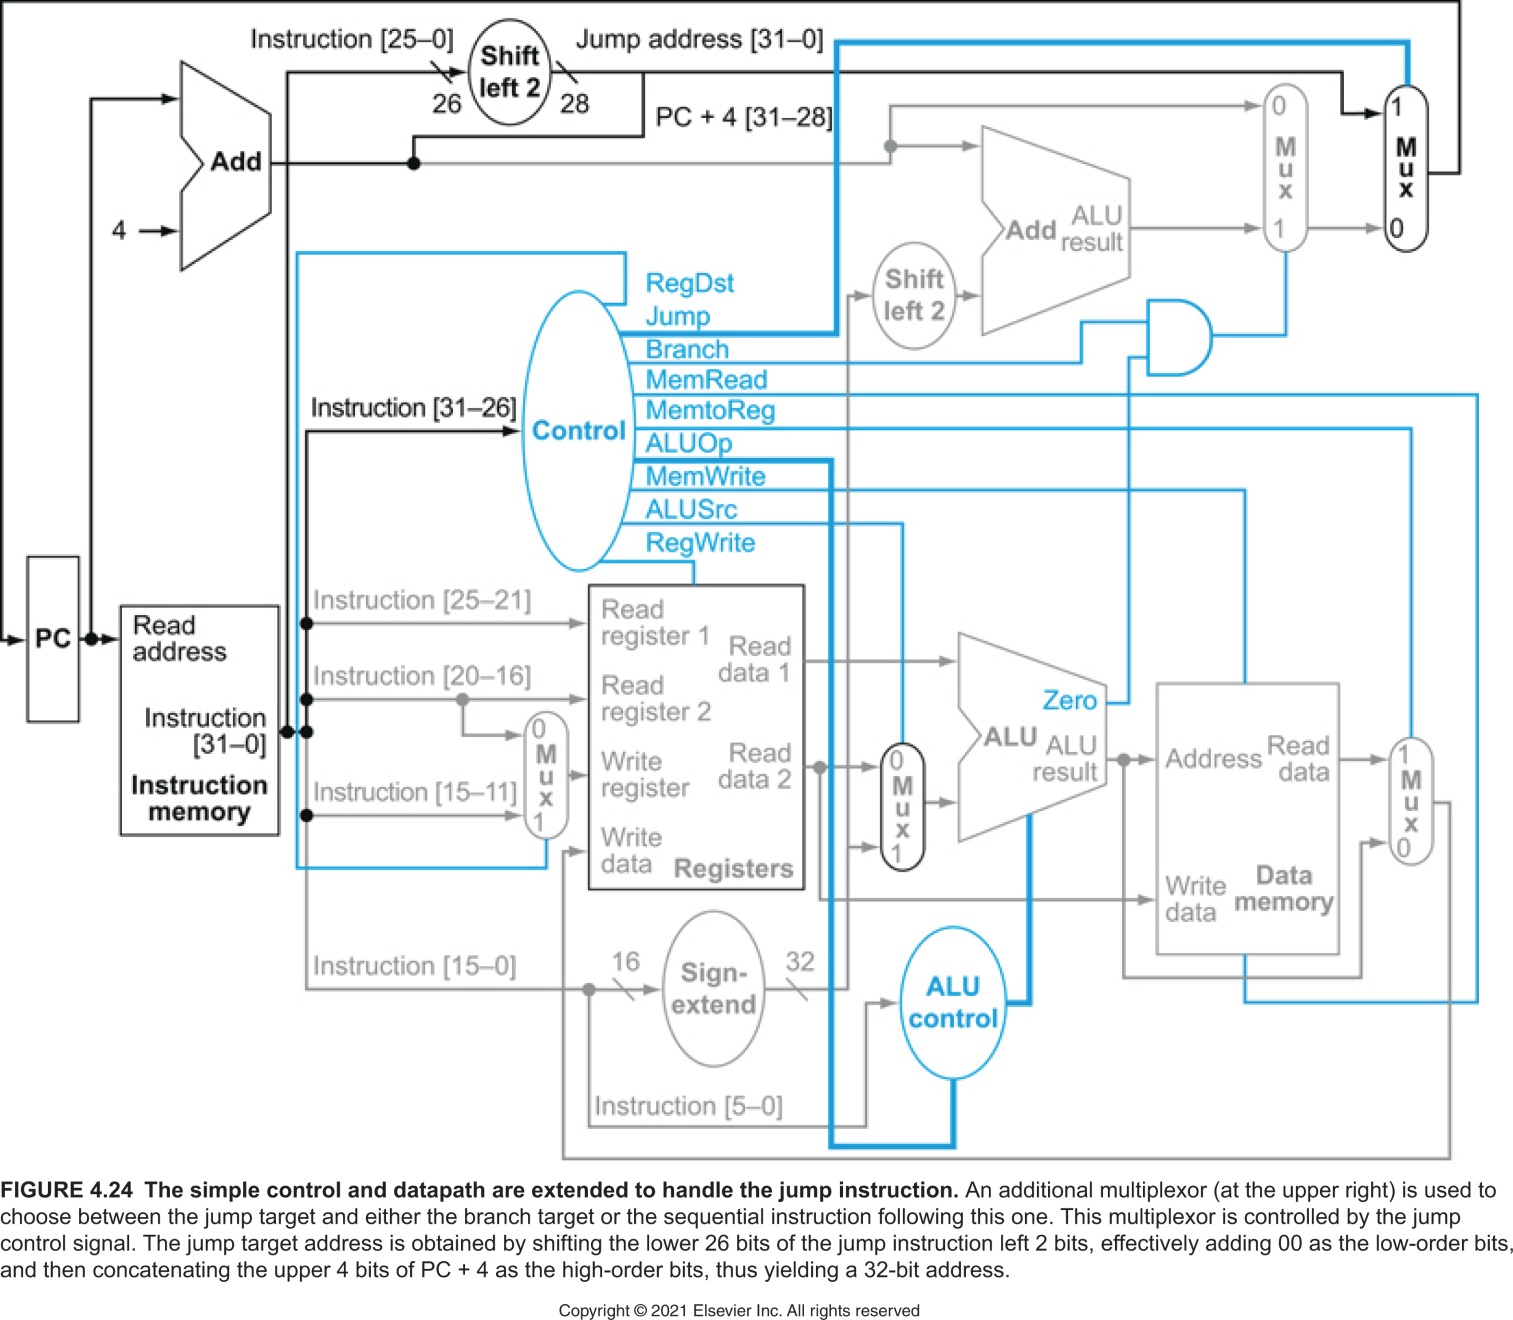 Instruction [25–0]
Shift
left 2
Jump address [31–0]
26
28
PC + 4 [31–28]
Add
4
0
M
u
x
1
1
M
u
x
0
Add
ALU
result
Shift
left 2
RegDst
Jump
Branch
MemRead
MemtoReg
ALUOp
MemWrite
ALUSrc
RegWrite
Instruction [31–26]
Control
PC
Read
address
Instruction
[31–0]
Instruction
memory
Instruction [25–21]
Instruction [20–16]
Instruction [15–11]
0
M
u
x
1
Read
register 1
Read
register 2
Write
register
Write
data
Read
data 1
Read
data 2
Registers
0
M
u
x
1
Zero
ALU
ALU
result
Address
Read
data
Write
data
Data
memory
1
M
u
x
0
Instruction [15–0]
16
Sign-
extend
32
ALU
control
Instruction [5–0]
FIGURE 4.24 The simple control and datapath are extended to handle the jump instruction. An additional multiplexor (at the upper right) is used to
choose between the jump target and either the branch target or the sequential instruction following this one. This multiplexor is controlled by the jump
control signal. The jump target address is obtained by shifting the lower 26 bits of the jump instruction left 2 bits, effectively adding 00 as the low-order bits,
and then concatenating the upper 4 bits of PC + 4 as the high-order bits, thus yielding a 32-bit address.
Copyright © 2021 Elsevier Inc. All rights reserved